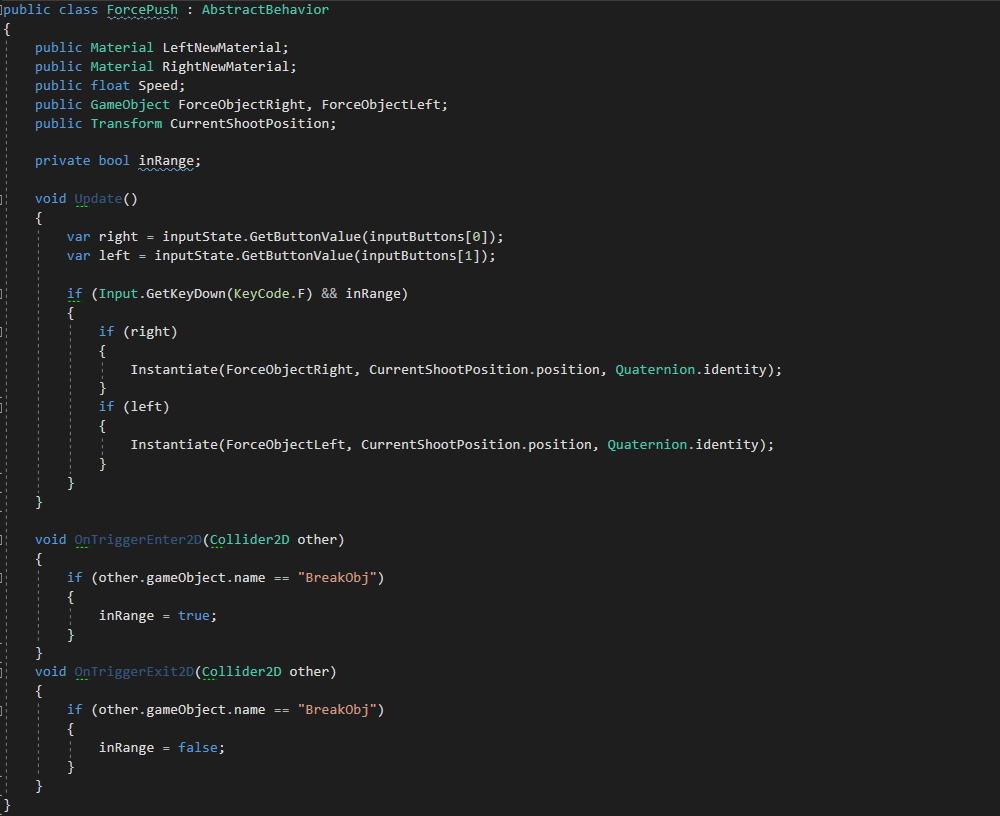 public class ForcePush : AbstractBehavior
{
public Material LeftNewMaterial;
public Material RightNewMaterial;
public float Speed;
public GameObject ForceObjectRight, ForceObjectLeft;
public Transform CurrentShootPosition;
private bool inRange;
void Update()
{
var right = inputState.GetButtonValue(inputButtons[0]);
var left = inputState.GetButtonValue(inputButtons[1]);
if (Input.GetKeyDown(KeyCode.F) && inRange)
{
if (right)
{
Instantiate(ForceObjectRight, CurrentShootPosition.position, Quaternion.identity);
}
if (left)
{
Instantiate(ForceObjectLeft, CurrentShootPosition.position, Quaternion.identity);
}
}
}
void OnTriggerEnter2D(Collider2D other)
{
if (other.gameObject.name == "BreakObj")
{
inRange = true;
}
}
void OnTriggerExit2D(Collider2D other)
{
if (other.gameObject.name == "BreakObj")
{
inRange = false;
}
}
}